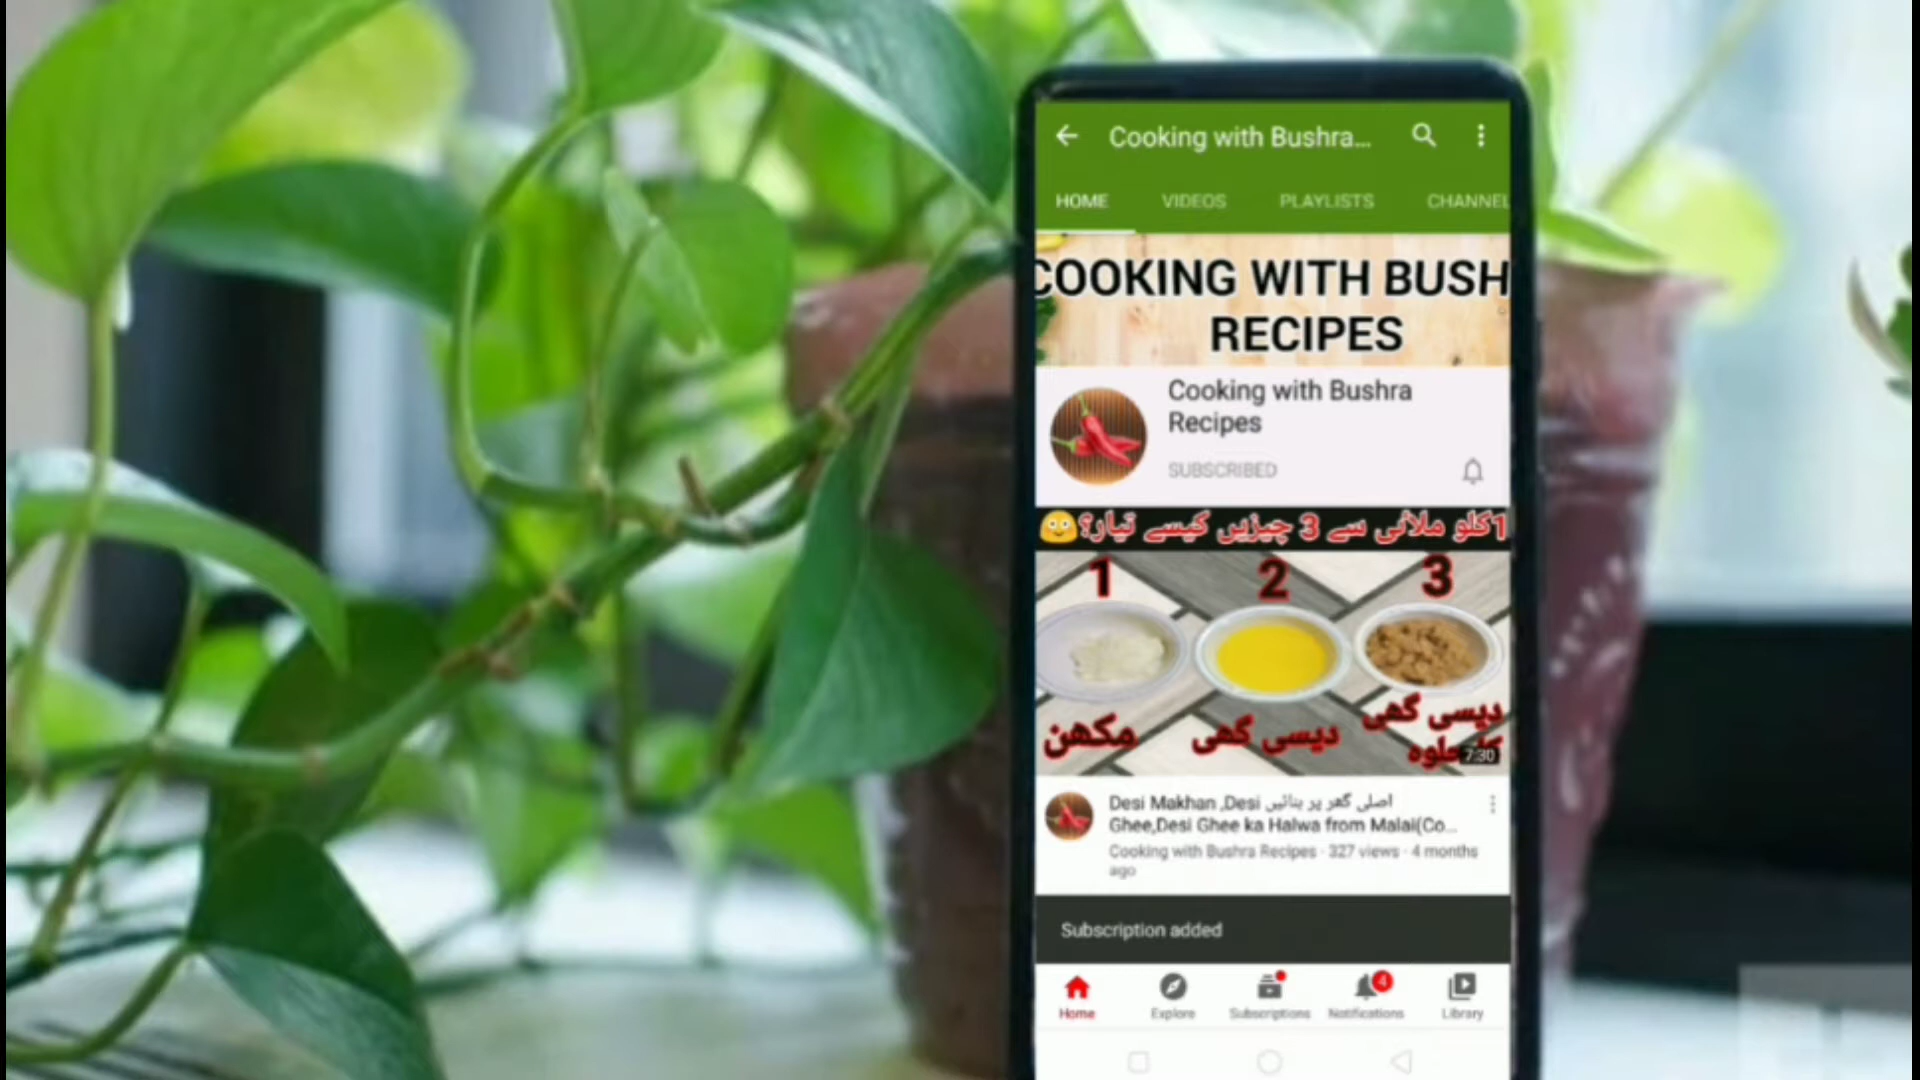 Cooking with Bushra...
HOME VIDEOS PLAYLISTS CHANNEL
COOKING WITH BUSH
RECIPES
Cooking with Bushra
Recipes
SUBSCRIBED
1کلو ملائی سے 3 چیزیں کیسے تیار؟
1 2 3
مکھن
دیسی گھی
دیسی گھی
حلوہ
7:30
Desi Makhan ,Desi اصلی گھر پر بنائیں
Ghee,Desi Ghee ka Halwa from Malai(Co...
Cooking with Bushra Recipes · 327 views · 4 months
ago
Subscription added
4
Home Explore Subscriptions Notifications Library